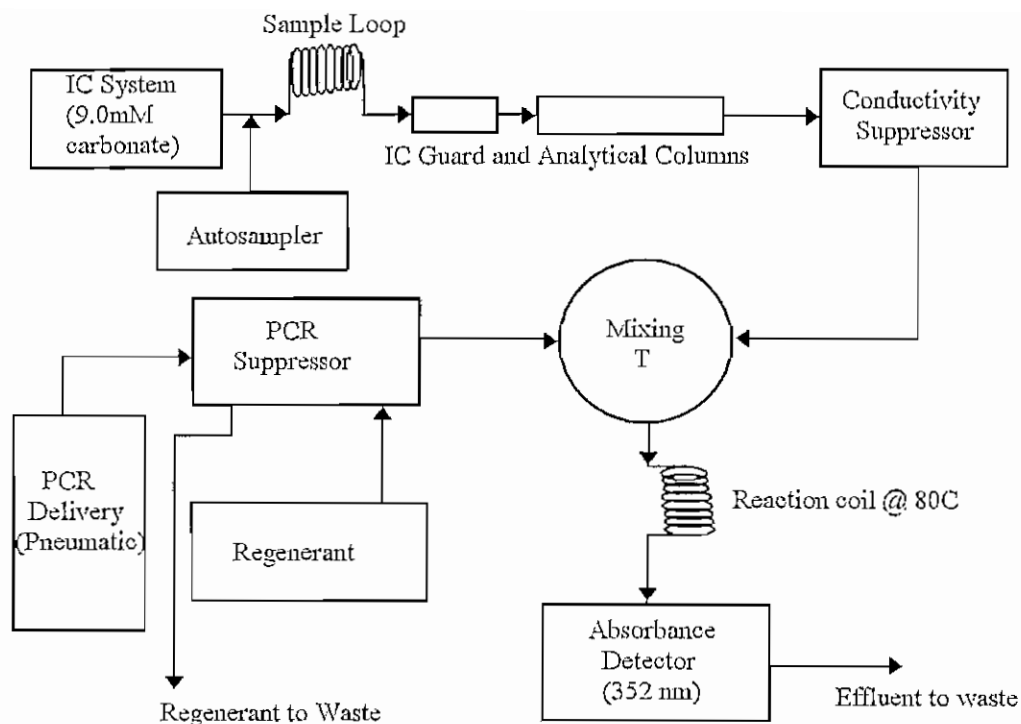 Sample Loop
IC System
(9.0mM
carbonate)
Conductivity
Suppressor
IC Guard and Analytical Columns
Autosampler
PCR
Suppressor
Mixing
T
PCR
Delivery
(Pneumatic)
Regenerant
Reaction coil @ 80C
Absorbance
Detector
(352 nm)
Effluent to waste
Regenerant to Waste